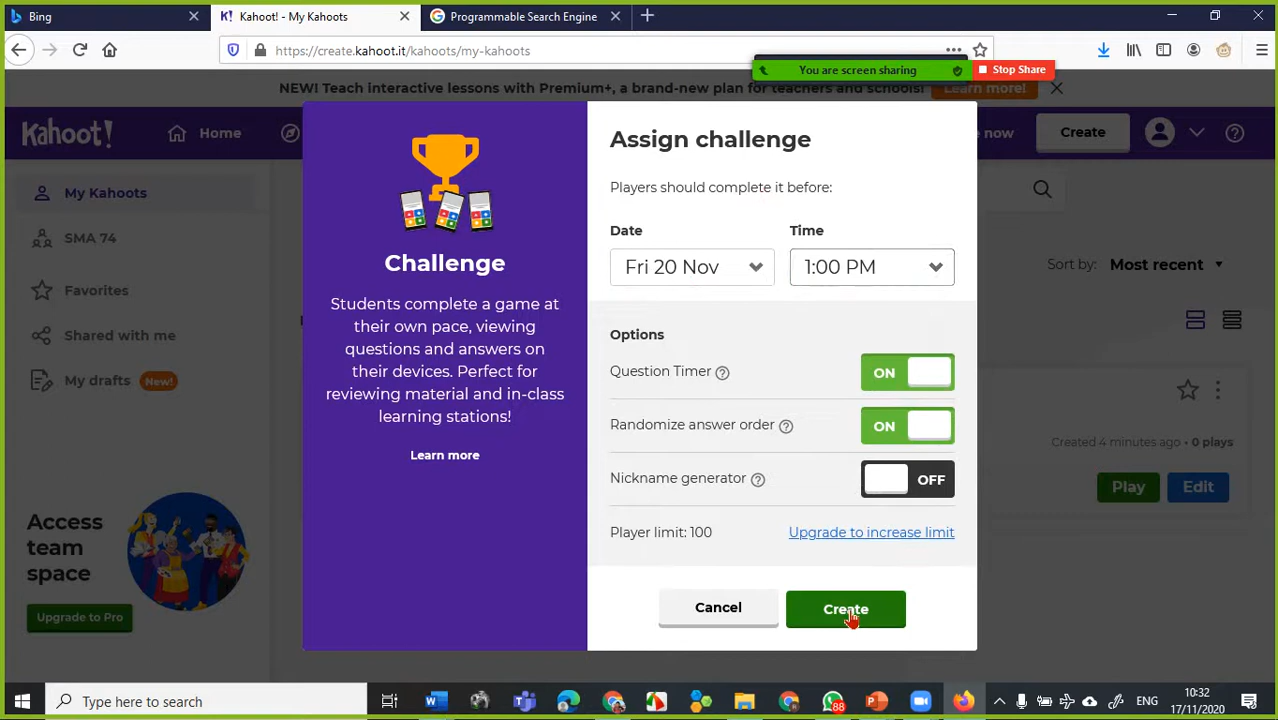 Bing
Kahoot! - My Kahoots
Programmable Search Engine
https://create.kahoot.it/kahoots/my-kahoots
You are screen sharing
Stop Share
NEW! Teach interactive lessons with Premium+, a brand-new plan for teachers and schools!
Learn more!
Kahoot!
Home
now
Create
My Kahoots
SMA 74
Favorites
Shared with me
My drafts
New!
Access
team
space
Upgrade to Pro
Challenge
Students complete a game at
their own pace, viewing
questions and answers on
their devices. Perfect for
reviewing material and in-class
learning stations!
Learn more
Assign challenge
Players should complete it before:
Date
Time
Fri 20 Nov
1:00 PM
Options
Question Timer
ON
Randomize answer order
ON
Nickname generator
OFF
Player limit: 100
Upgrade to increase limit
Cancel
Create
Sort by: Most recent
Created 4 minutes ago • 0 plays
Play
Edit
Type here to search
88
ENG
10:32
17/11/2020